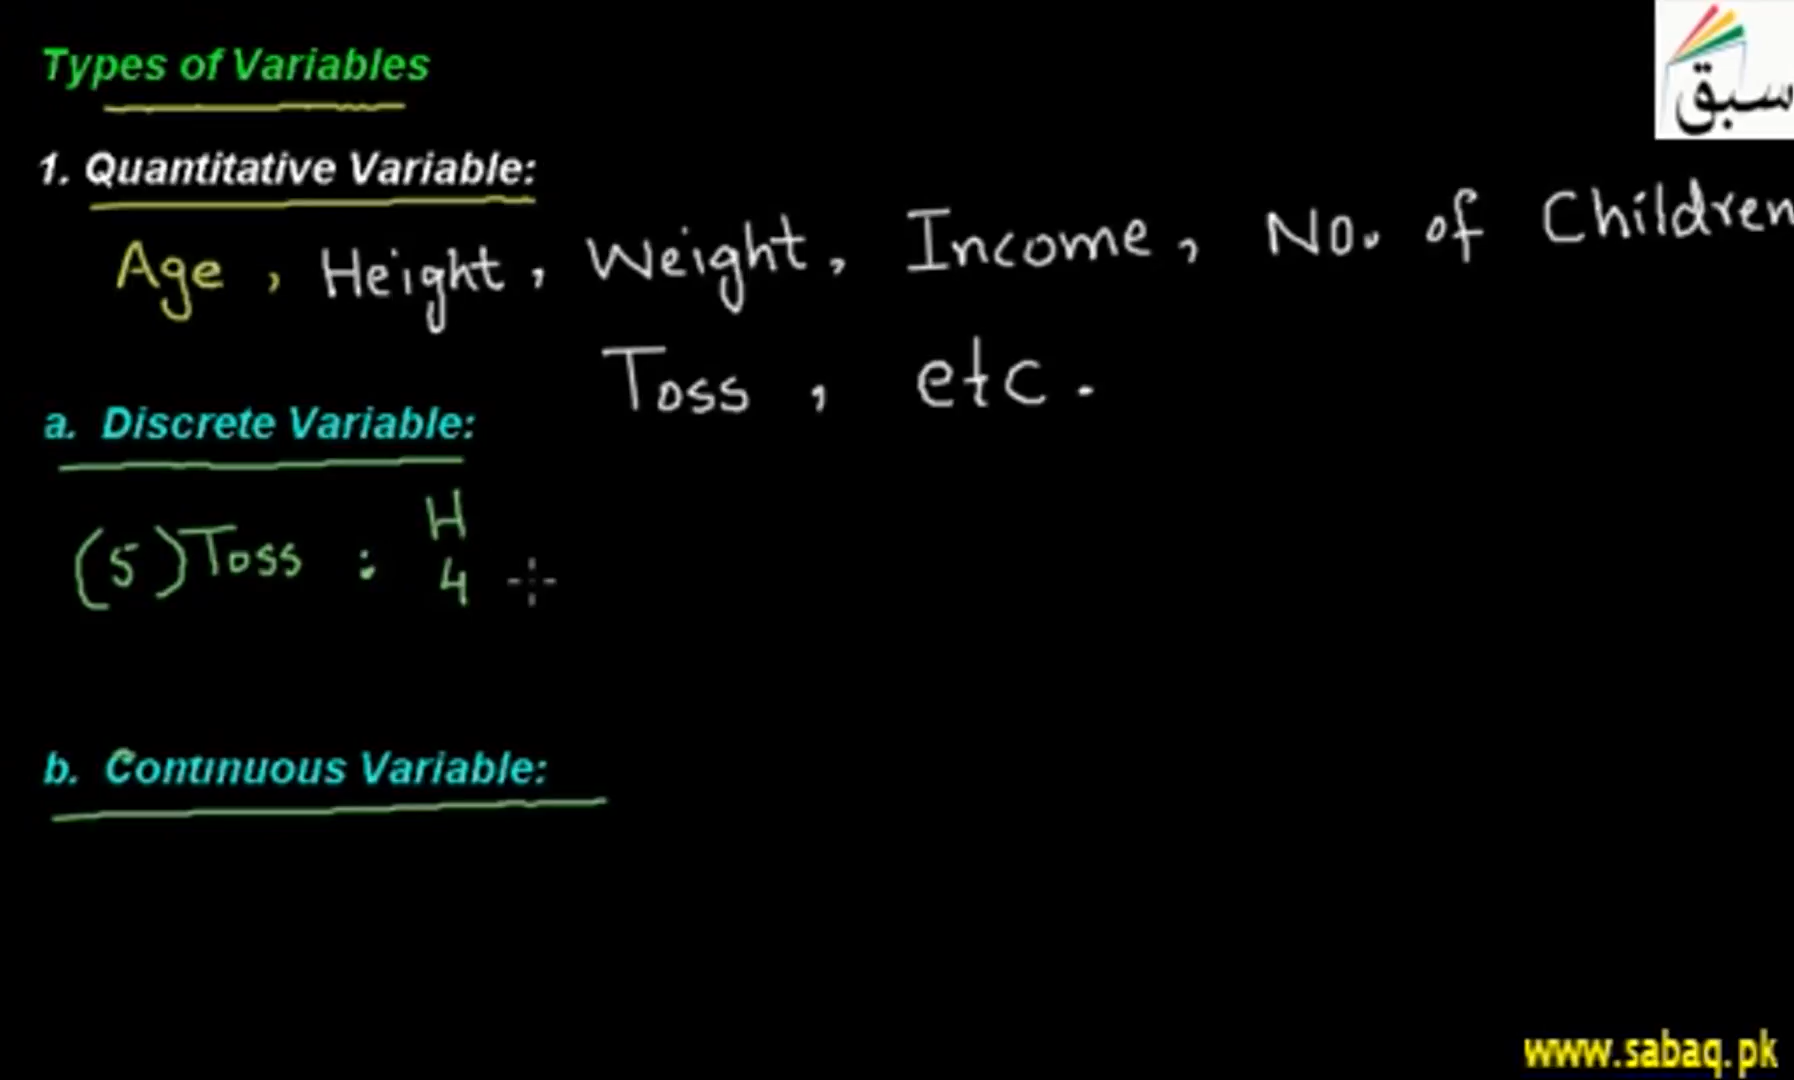 Types of Variables
سبق
1. Quantitative Variable:
Age, Height, Weight, Income, No. of Children
Toss, etc.
a. Discrete Variable:
H
(5) Toss : 4
b. Continuous Variable:
www.sabaq.pk